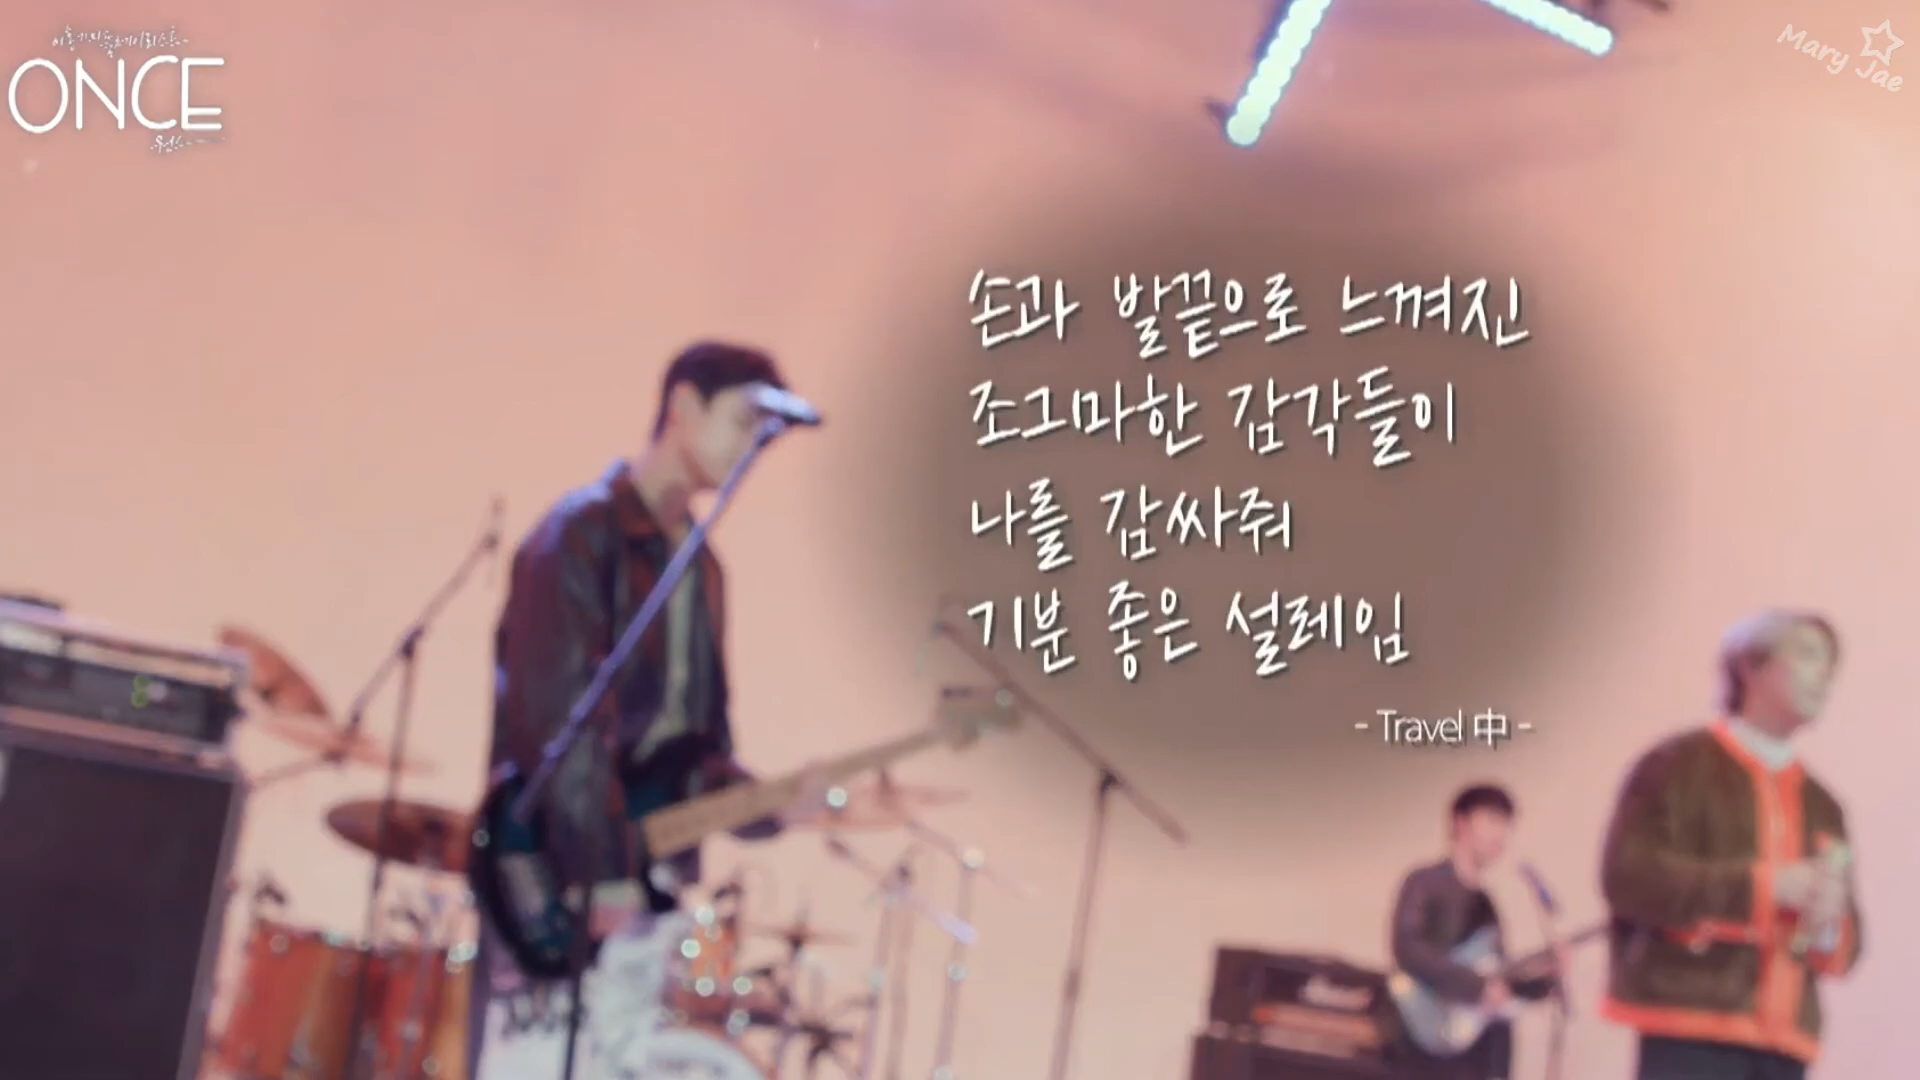 ONCE
Mary Jae
손과 발끝으로 느껴진
조그마한 감각들이
나를 감싸줘
기분 좋은 설레임
- Travel 中 -